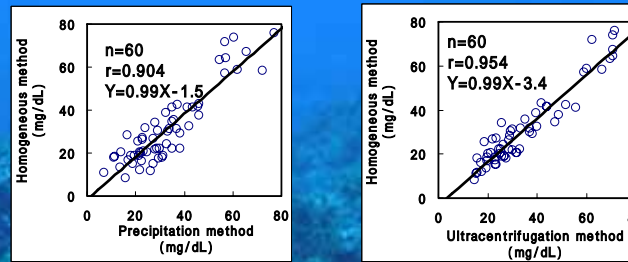 80
60
40
20
0
Homogeneous method
(mg/dL)
n=60
r=0.904
Y=0.99X-1.5
0 20 40 60 80
Precipitation method
(mg/dL)
80
60
40
20
0
Homogeneous method
(mg/dL)
n=60
r=0.954
Y=0.99X-3.4
0 20 40 60
Ultracentrifugation method
(mg/dL)